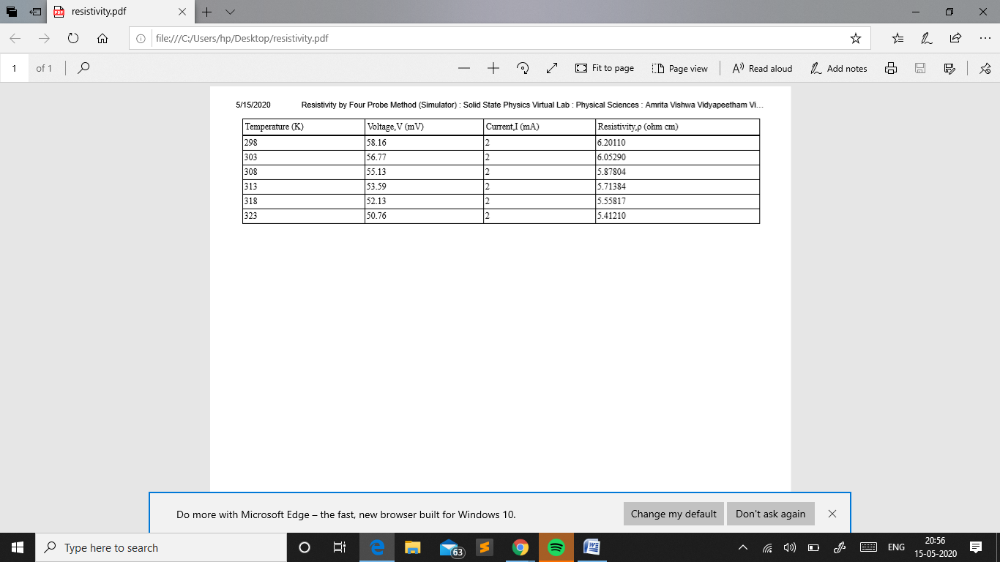 resistivity.pdf
file:///C:/Users/hp/Desktop/resistivity.pdf
1 of 1 Fit to page Page view Read aloud Add notes
5/15/2020 Resistivity by Four Probe Method (Simulator) : Solid State Physics Virtual Lab : Physical Sciences : Amrita Vishwa Vidyapeetham Vi...
Temperature (K) Voltage,V (mV) Current,I (mA) Resistivity,ρ (ohm cm)
298 58.16 2 6.20110
303 56.77 2 6.05290
308 55.13 2 5.87804
313 53.59 2 5.71384
318 52.13 2 5.55817
323 50.76 2 5.41210
Do more with Microsoft Edge – the fast, new browser built for Windows 10. Change my default Don't ask again
Type here to search 63 ENG 20:56
15-05-2020